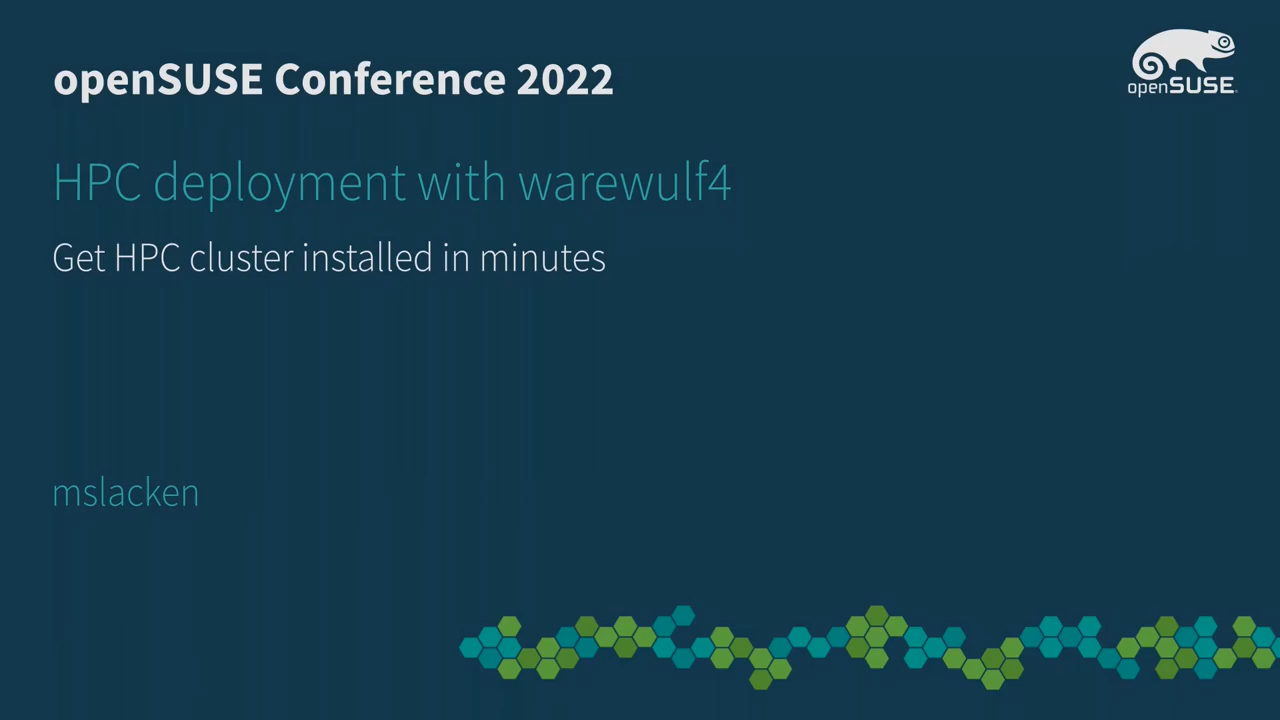 openSUSE Conference 2022
openSUSE
HPC deployment with warewulf4
Get HPC cluster installed in minutes
mslacken